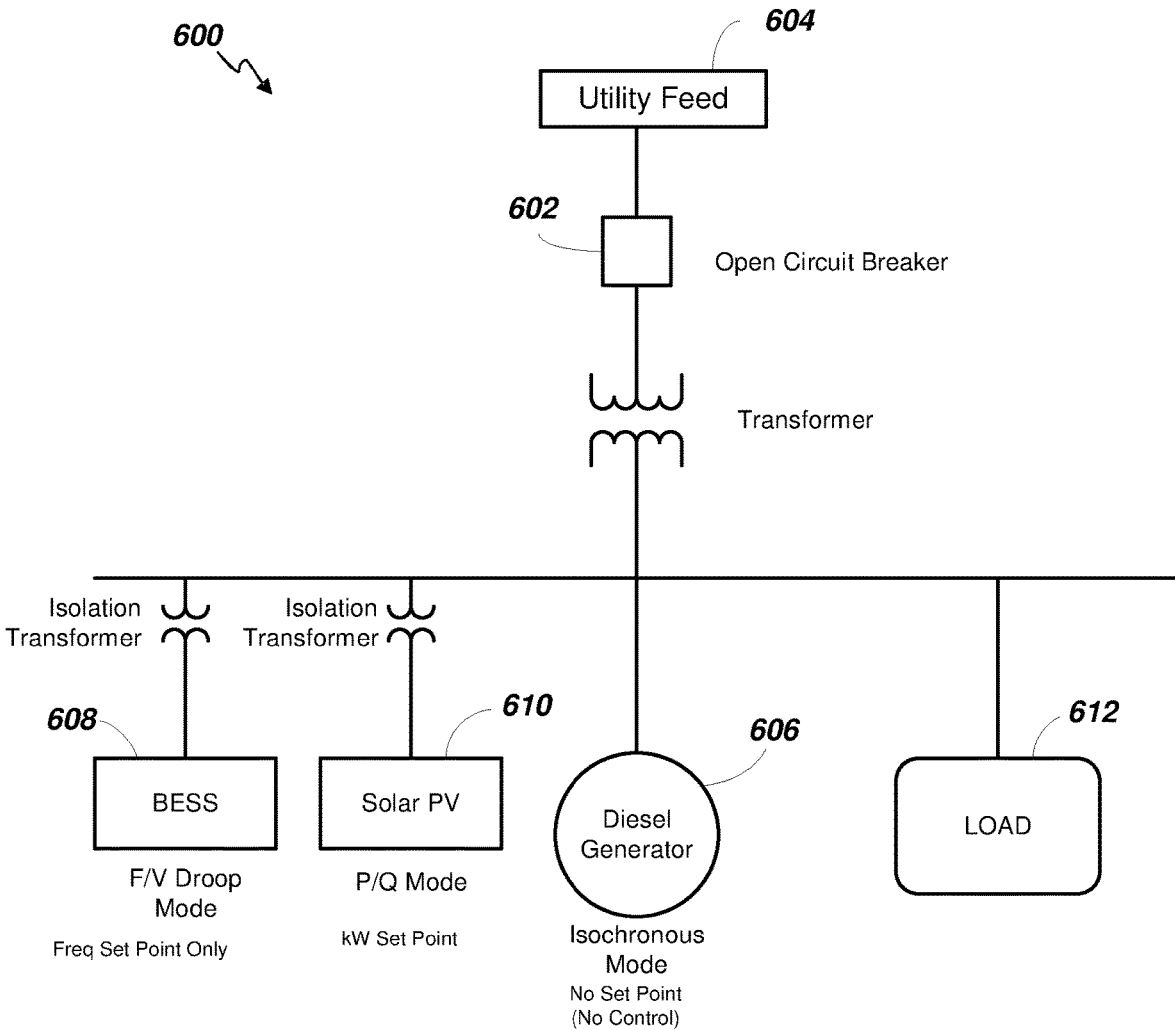 600
604
Utility Feed
602
Open Circuit Breaker
Transformer
Isolation
Transformer
Isolation
Transformer
608
610
606
612
BESS
Solar PV
Diesel
Generator
LOAD
F/V Droop
Mode
Freq Set Point Only
P/Q Mode
kW Set Point
Isochronous
Mode
No Set Point
(No Control)